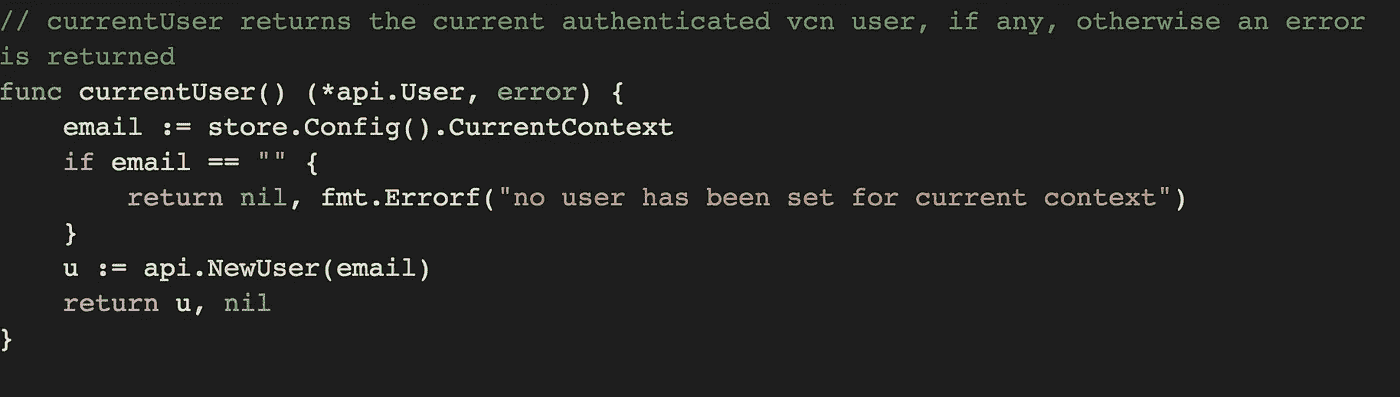 // currentUser returns the current authenticated vcn user, if any, otherwise an error
is returned
func currentUser() (*api.User, error) {
    email := store.Config().CurrentContext
    if email == "" {
        return nil, fmt.Errorf("no user has been set for current context")
    }
    u := api.NewUser(email)
    return u, nil
}